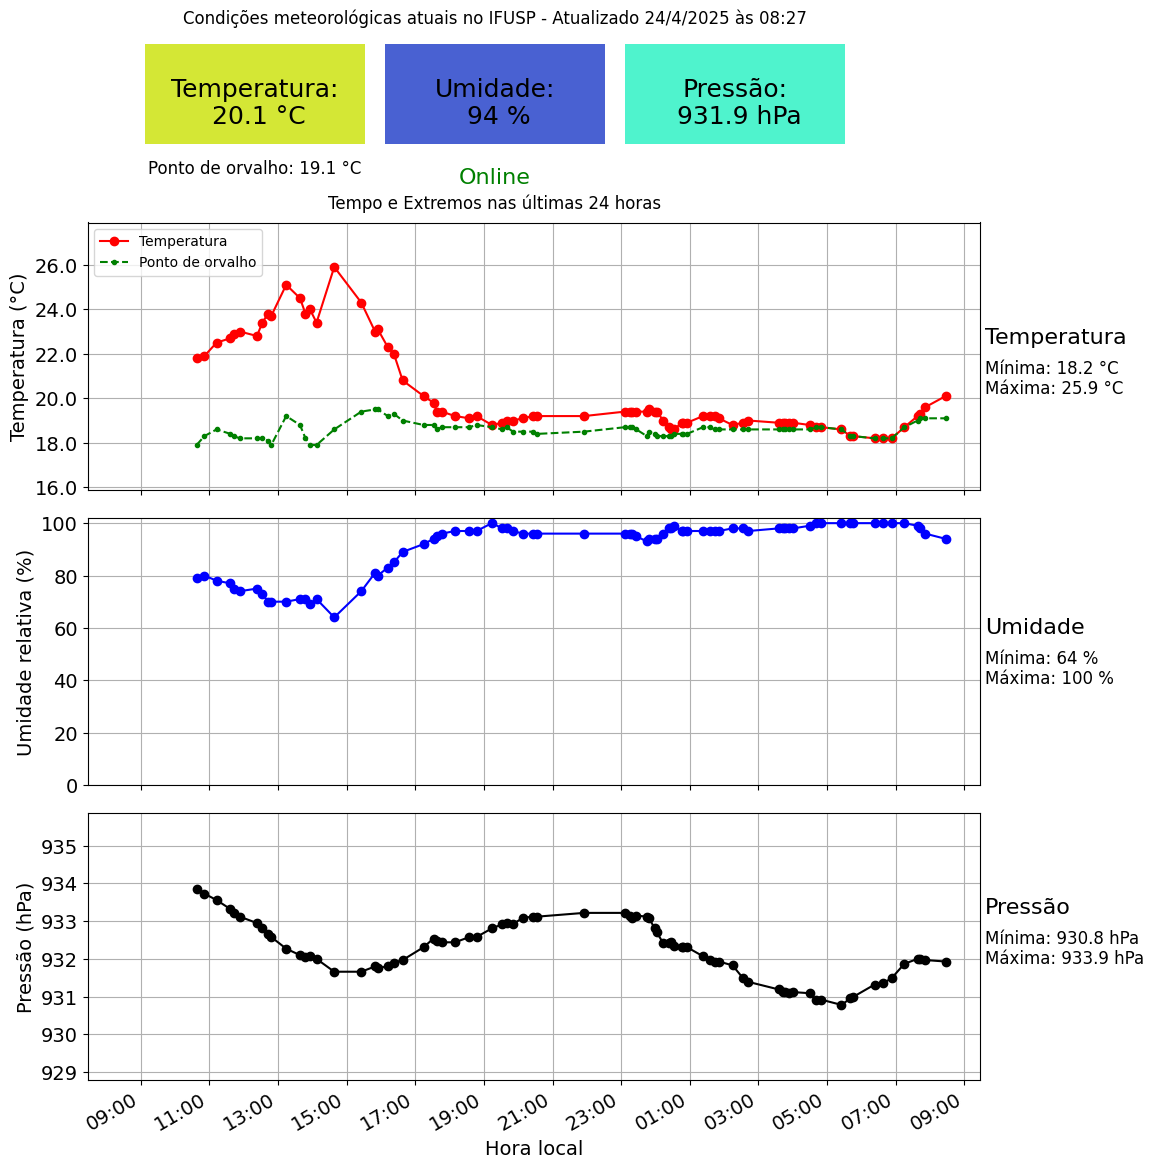 Condições meteorológicas atuais no IFUSP - Atualizado 24/4/2025 às 08:27
Temperatura:
20.1 °C
Umidade:
94 %
Pressão:
931.9 hPa
Ponto de orvalho: 19.1 °C
Online
Tempo e Extremos nas últimas 24 horas
Temperatura (°C)
26.0
24.0
22.0
20.0
18.0
16.0
Temperatura
Ponto de orvalho
Temperatura
Mínima: 18.2 °C
Máxima: 25.9 °C
Umidade relativa (%)
100
80
60
40
20
0
Umidade
Mínima: 64 %
Máxima: 100 %
Pressão (hPa)
935
934
933
932
931
930
929
Pressão
Mínima: 930.8 hPa
Máxima: 933.9 hPa
09:00 11:00 13:00 15:00 17:00 19:00 21:00 23:00 01:00 03:00 05:00 07:00 09:00
Hora local